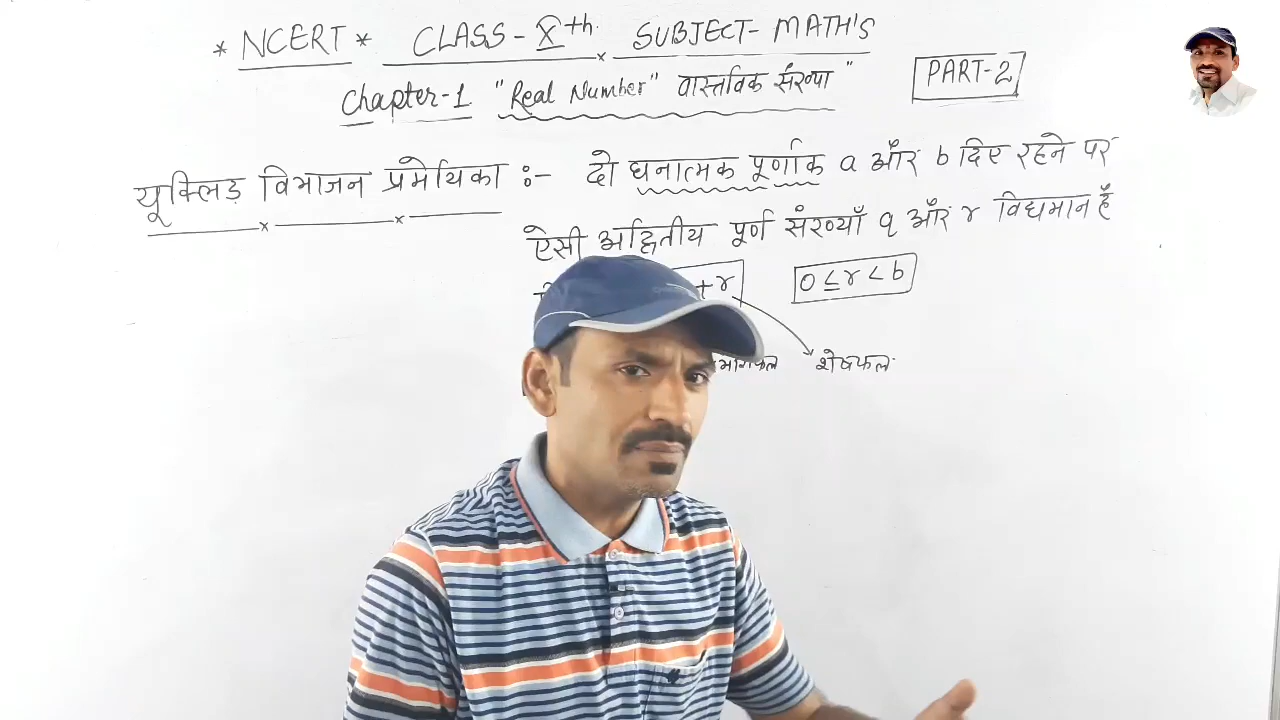 * NCERT * CLASS-Xth. SUBJECT- MATH'S
Chapter-1 "Real Number" वास्तविक संख्या" PART-2
यूक्लिड़ विभाजन प्रमेयिका :- दो धनात्मक पूर्णांक a और b दिए रहने पर
ऐसी अद्वितीय पूर्ण संख्याँ q और r विद्यमान हैं
+r 0≤r<b
शेषफल